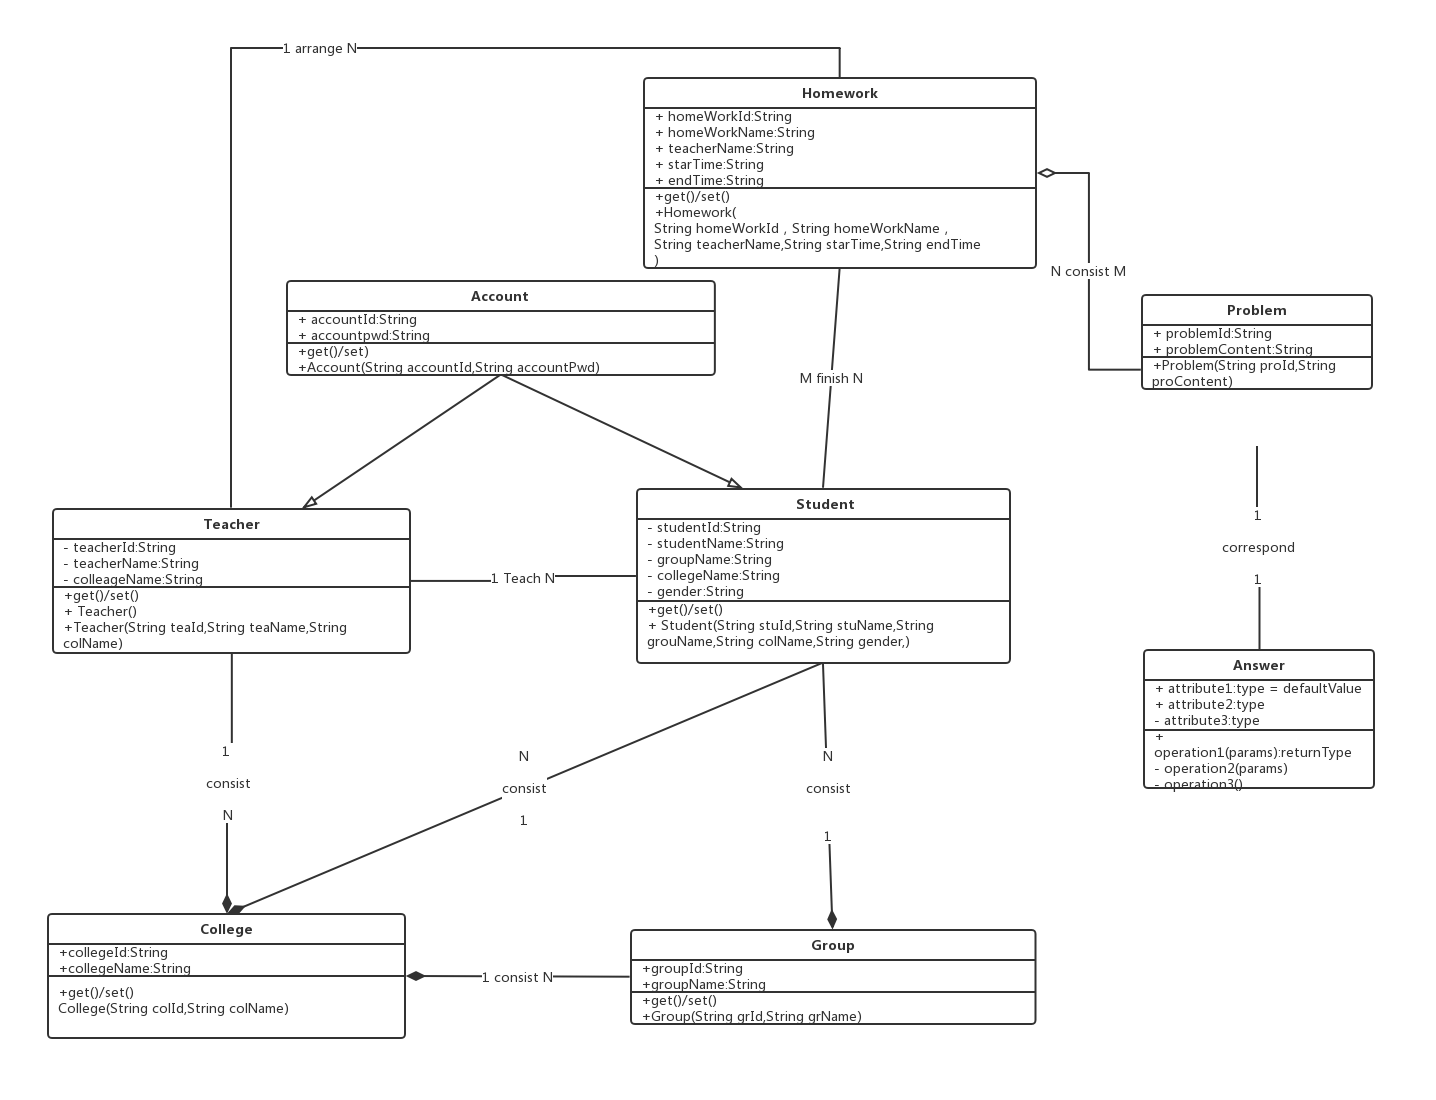 1 arrange N
Homework
+ homeWorkId:String
+ homeWorkName:String
+ teacherName:String
+ starTime:String
+ endTime:String
+get()/set()
+Homework(
String homeWorkId , String homeWorkName ,
String teacherName,String starTime,String endTime
)
N consist M
Account
+ accountId:String
+ accountpwd:String
+get()/set)
+Account(String accountId,String accountPwd)
Problem
+ problemId:String
+ problemContent:String
+Problem(String proId,String
proContent)
M finish N
Teacher
- teacherId:String
- teacherName:String
- colleageName:String
+get()/set()
+ Teacher()
+Teacher(String teaId,String teaName,String
colName)
1 Teach N
Student
- studentId:String
- studentName:String
- groupName:String
- collegeName:String
- gender:String
+get()/set()
+ Student(String stuId,String stuName,String
grouName,String colName,String gender,)
1
correspond
1
Answer
+ attribute1:type = defaultValue
+ attribute2:type
- attribute3:type
+
operation1(params):returnType
- operation2(params)
- operation3()
1
consist
N
N
consist
1
N
consist
1
College
+collegeId:String
+collegeName:String
+get()/set()
College(String colId,String colName)
1 consist N
Group
+groupId:String
+groupName:String
+get()/set()
+Group(String grId,String grName)